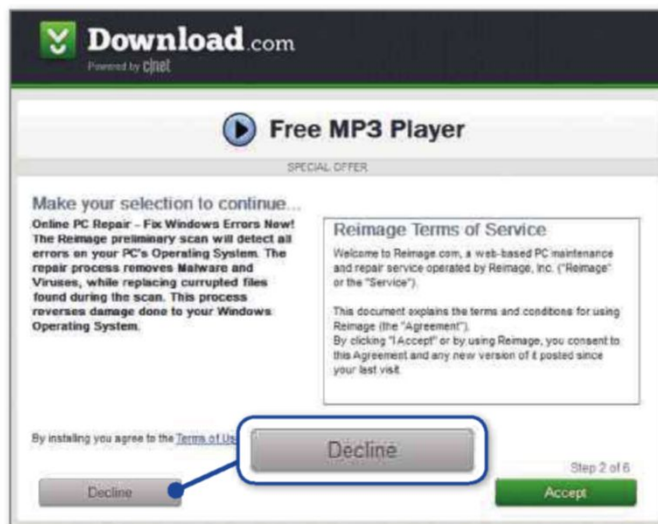 Download.com
Powered by c|net
Free MP3 Player
SPECIAL OFFER
Make your selection to continue...
Online PC Repair - Fix Windows Errors Now!
The Reimage preliminary scan will detect all
errors on your PC's Operating System. The
repair process removes Malware and
Viruses, while replacing currupted files
found during the scan. This process
reverses damage done to your Windows
Operating System.
Reimage Terms of Service
Welcome to Reimage.com, a web-based PC maintenance
and repair service operated by Reimage, Inc. ("Reimage"
or the "Service").
This document explains the terms and conditions for using
Reimage (the "Agreement").
By clicking "I Accept" or by using Reimage, you consent to
this Agreement and any new version of it posted since
your last visit
By installing you agree to the Terms of
Decline
Step 2 of 6
Decline
Accept